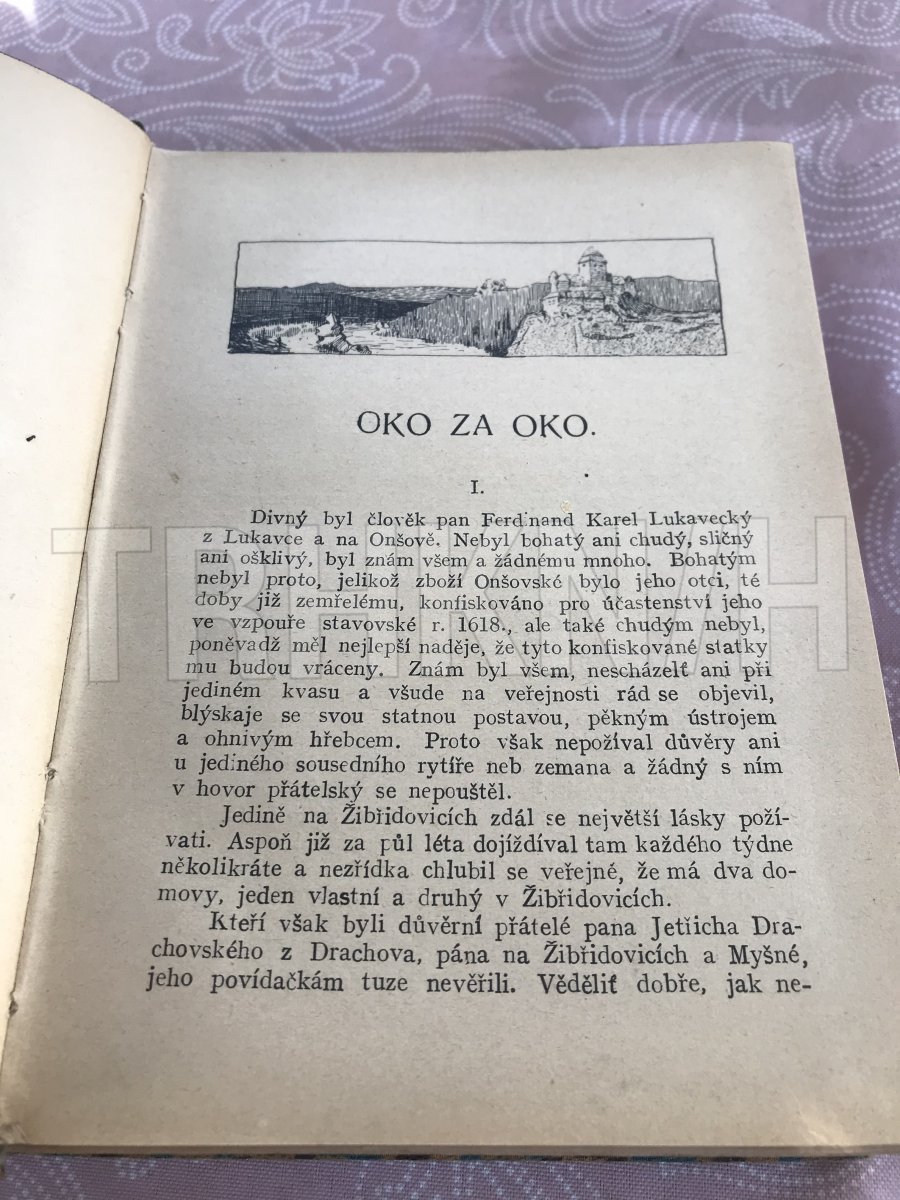 OKO ZA OKO.
I.
Divný byl člověk pan Ferdinand Karel Lukavecký
z Lukavce a na Onšově. Nebyl bohatý ani chudý, sličný
ani ošklivý, byl znám všem a žádnému mnoho. Bohatým
nebyl proto, jelikož zboží Onšovské bylo jeho otci, té
doby již zemřelému, konfiskováno pro účastenství jeho
ve vzpouře stavovské r. 1618., ale také chudým nebyl,
poněvadž měl nejlepší naděje, že tyto konfiskované statky
mu budou vráceny. Znám byl všem, nescházelť ani při
jediném kvasu a všude na veřejnosti rád se objevil,
blýskaje se svou statnou postavou, pěkným ústrojem
a ohnivým hřebcem. Proto však nepožíval důvěry ani
u jediného sousedního rytíře neb zemana a žádný s ním
v hovor přátelský se nepouštěl.
Jedině na Žibřidovicích zdál se největší lásky poží-
vati. Aspoň již za půl léta dojíždíval tam každého týdne
několikráte a nezřídka chlubil se veřejně, že má dva do-
movy, jeden vlastní a druhý v Žibřidovicích.
Kteří však byli důvěrní přátelé pana Jetřicha Dra-
chovského z Drachova, pána na Žibřidovicích a Myšné,
jeho povídačkám tuze nevěřili. Věděliť dobře, jak ne-